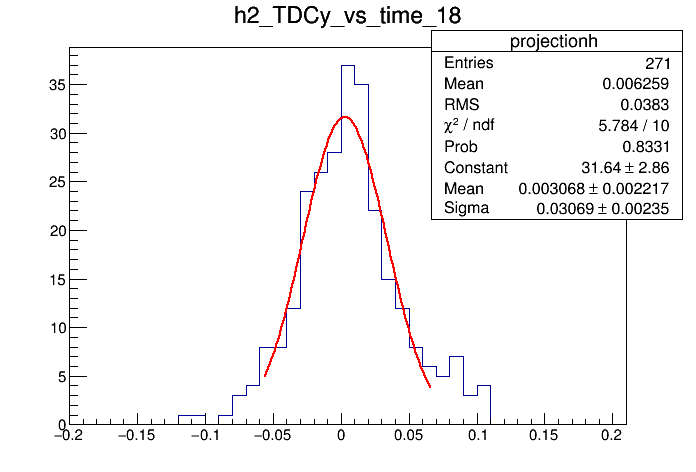 h2_TDCy_vs_time_18
projectionh
Entries 271
Mean 0.006259
RMS 0.0383
χ² / ndf 5.784 / 10
Prob 0.8331
Constant 31.64 ± 2.86
Mean 0.003068 ± 0.002217
Sigma 0.03069 ± 0.00235
35
30
25
20
15
10
5
0
−0.2 −0.15 −0.1 −0.05 0 0.05 0.1 0.15 0.2